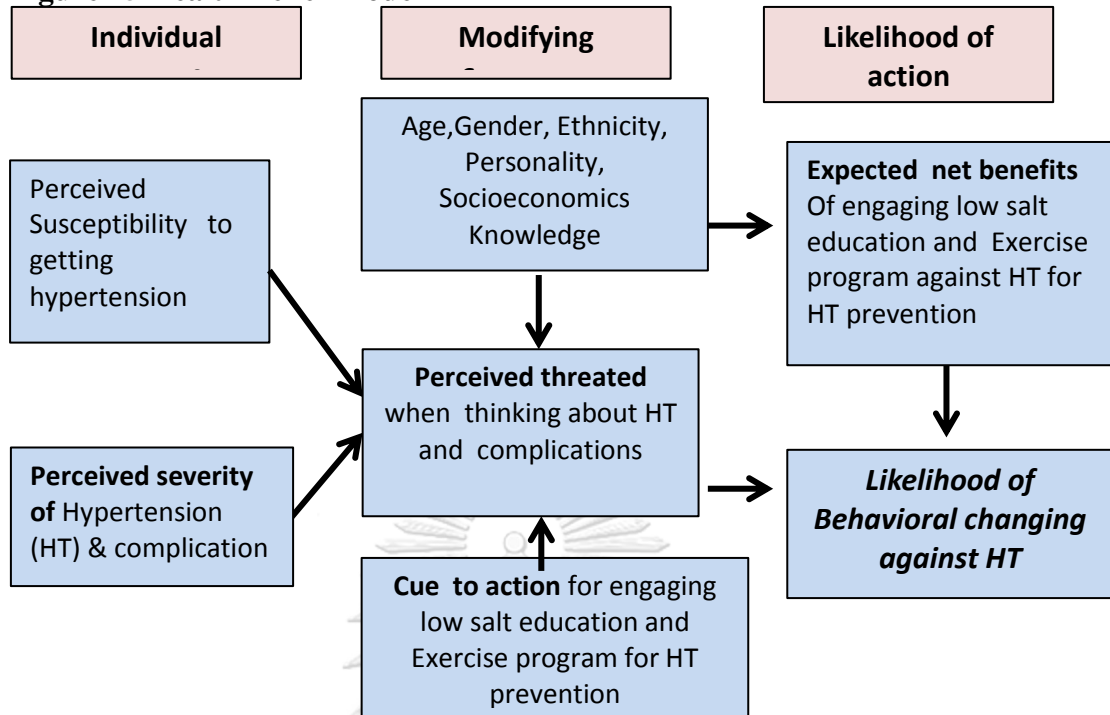 Individual
Modifying
Likelihood of
action
Age,Gender, Ethnicity,
Personality,
Socioeconomics
Knowledge
Perceived
Susceptibility to
getting
hypertension
Expected net benefits
Of engaging low salt
education and Exercise
program against HT for
HT prevention
Perceived threated
when thinking about HT
and complications
Perceived severity
of Hypertension
(HT) & complication
Likelihood of
Behavioral changing
against HT
Cue to action for engaging
low salt education and
Exercise program for HT
prevention